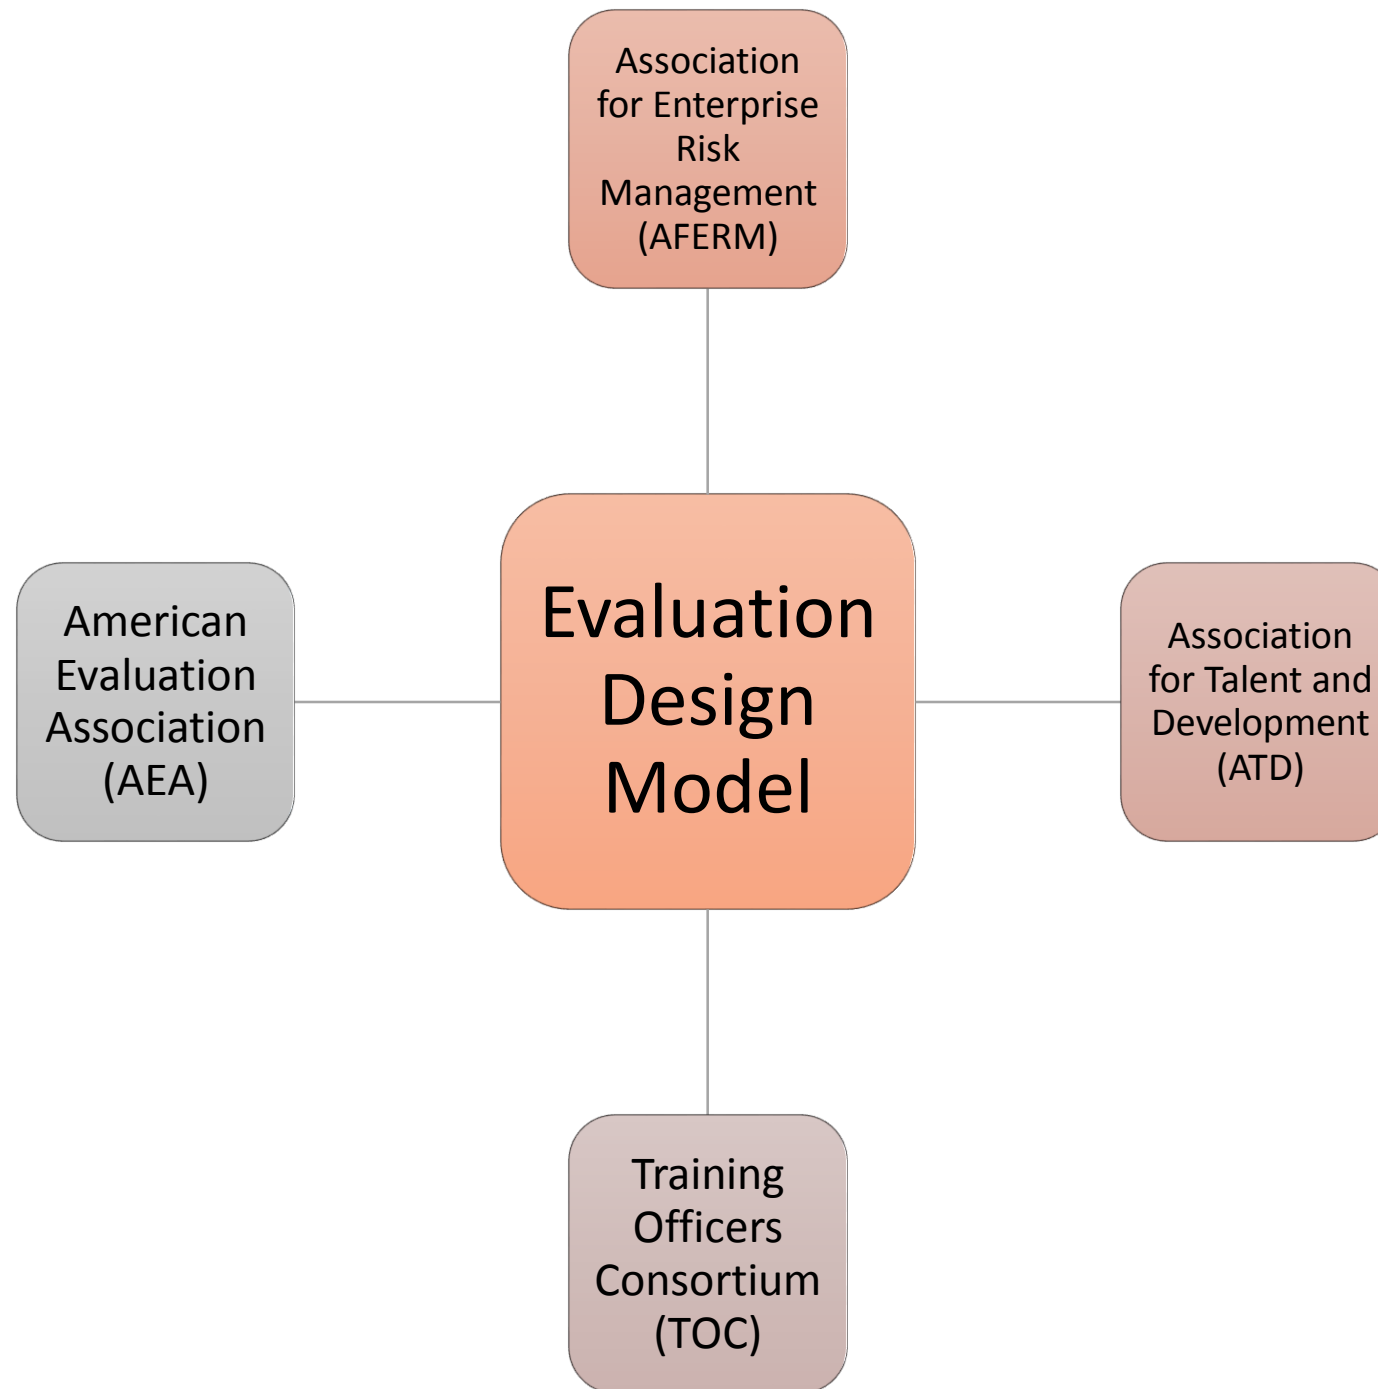 Association
for Enterprise
Risk
Management
(AFERM)
American
Evaluation
Association
(AEA)
Evaluation
Design
Model
Association
for Talent and
Development
(ATD)
Training
Officers
Consortium
(TOC)